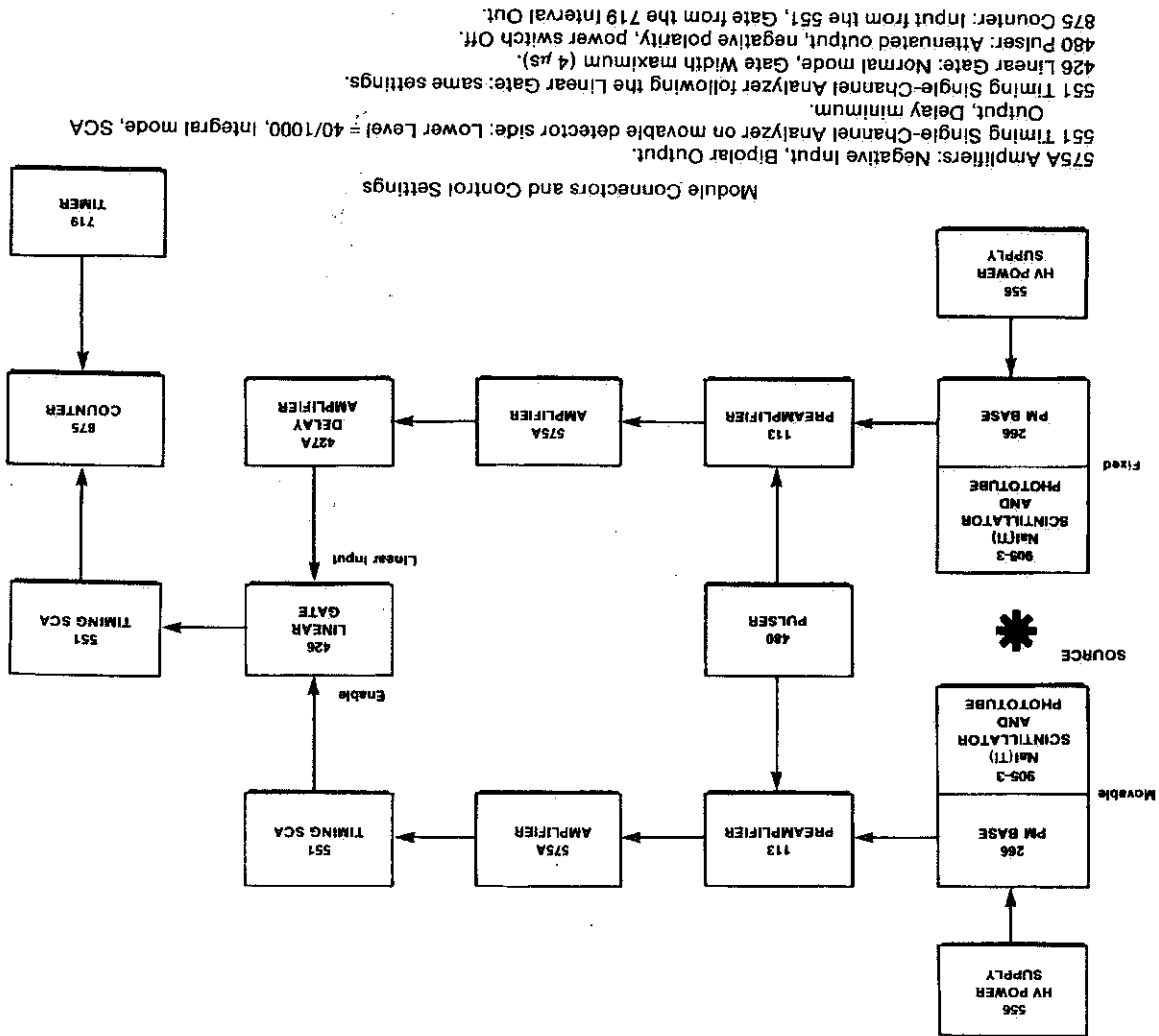 556
HV POWER
SUPPLY
266
PM BASE
113
PREAMPLIFIER
575A
AMPLIFIER
551
TIMING SCA
Movable
905-3
NaI(Tl)
SCINTILLATOR
AND
PHOTOTUBE
Enable
SOURCE
480
PULSER
426
LINEAR
GATE
551
TIMING SCA
Linear Input
Fixed
905-3
NaI(Tl)
SCINTILLATOR
AND
PHOTOTUBE
266
PM BASE
113
PREAMPLIFIER
575A
AMPLIFIER
427A
DELAY
AMPLIFIER
875
COUNTER
556
HV POWER
SUPPLY
719
TIMER
Module Connectors and Control Settings
575A Amplifiers: Negative Input, Bipolar Output.
551 Timing Single-Channel Analyzer on movable detector side: Lower Level = 40/1000, Integral mode, SCA
Output, Delay minimum.
551 Timing Single-Channel Analyzer following the Linear Gate: same settings.
426 Linear Gate: Normal mode, Gate Width maximum (4 μs).
480 Pulser: Attenuated output, negative polarity, power switch Off.
875 Counter: Input from the 551, Gate from the 719 Interval Out.